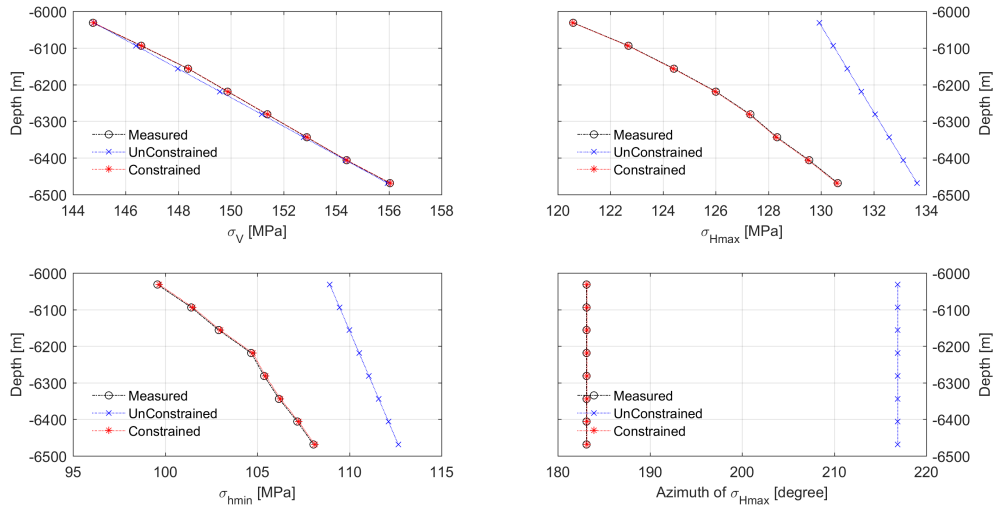 -6000
-6100
-6200
-6300
-6400
-6500
Depth [m]
Measured
UnConstrained
Constrained
144 146 148 150 152 154 156 158
σV [MPa]
-6000
-6100
-6200
-6300
-6400
-6500
Depth [m]
Measured
UnConstrained
Constrained
120 122 124 126 128 130 132 134
σHmax [MPa]
-6000
-6100
-6200
-6300
-6400
-6500
Depth [m]
Measured
UnConstrained
Constrained
95 100 105 110 115
σhmin [MPa]
-6000
-6100
-6200
-6300
-6400
-6500
Depth [m]
Measured
UnConstrained
Constrained
180 190 200 210 220
Azimuth of σHmax [degree]